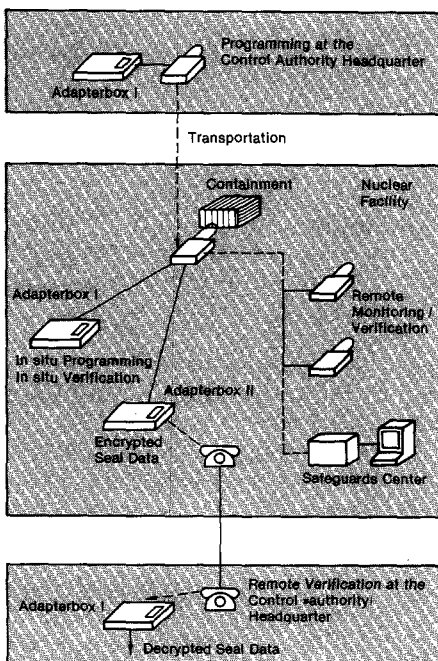 Programming at the
Control Authority Headquarter
Adapterbox I
Transportation
Containment
Nuclear
Facility
Adapterbox I
Remote
Monitoring /
Verification
In situ Programming
In situ Verification
Adapterbox II
Encrypted
Seal Data
Safeguards Center
Remote Verification at the
Control authority
Headquarter
Adapterbox I
Decrypted Seal Data